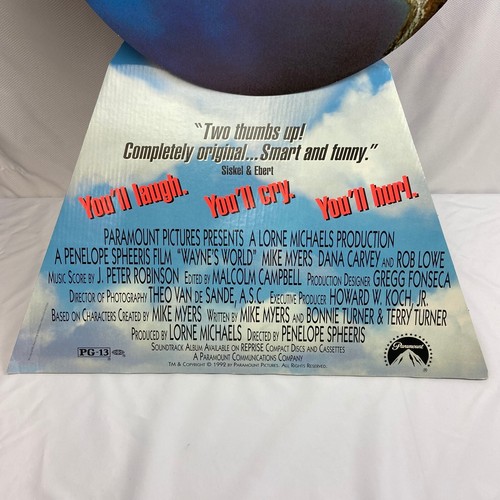 "Two thumbs up!
Completely original...Smart and funny."
Siskel & Ebert
You'll laugh. You'll cry. You'll hurl.
PARAMOUNT PICTURES PRESENTS A LORNE MICHAELS PRODUCTION
A PENELOPE SPHEERIS FILM "WAYNE'S WORLD" MIKE MYERS DANA CARVEY AND ROB LOWE
MUSIC SCORE BY J. PETER ROBINSON EDITED BY MALCOLM CAMPBELL PRODUCTION DESIGNER GREGG FONSECA
DIRECTOR OF PHOTOGRAPHY THEO VAN DE SANDE, A.S.C. EXECUTIVE PRODUCER HOWARD W. KOCH, JR.
BASED ON CHARACTERS CREATED BY MIKE MYERS WRITTEN BY MIKE MYERS AND BONNIE TURNER & TERRY TURNER
PRODUCED BY LORNE MICHAELS DIRECTED BY PENELOPE SPHEERIS
PG-13
SOUNDTRACK ALBUM AVAILABLE ON REPRISE COMPACT DISCS AND CASSETTES
A PARAMOUNT COMMUNICATIONS COMPANY
TM & COPYRIGHT © 1992 BY PARAMOUNT PICTURES. ALL RIGHTS RESERVED.
Paramount